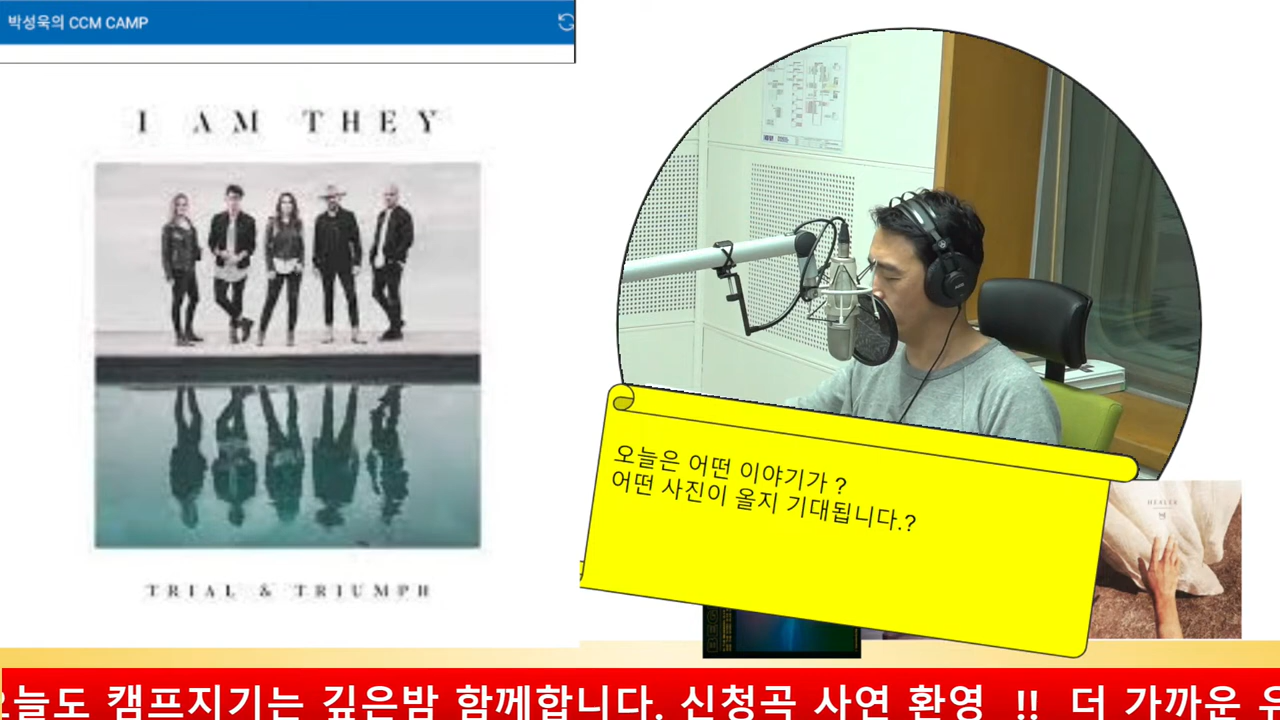 박성욱의 CCM CAMP
I AM THEY
TRIAL & TRIUMPH
오늘은 어떤 이야기가 ?
어떤 사진이 올지 기대됩니다.?
HEALER
늘도 캠프지기는 깊은밤 함께합니다. 신청곡 사연 환영 !! 더 가까운